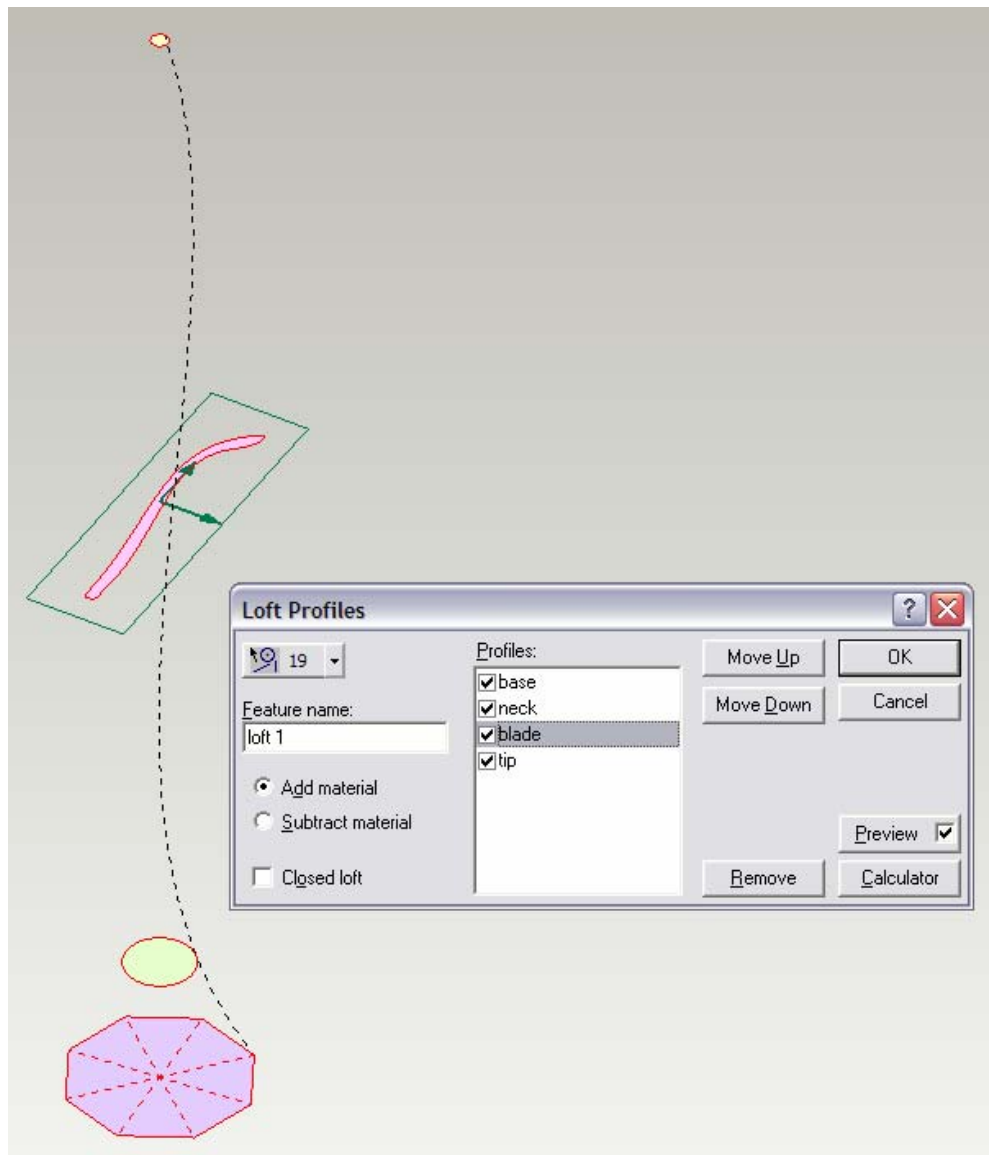 Loft Profiles
?
19
Feature name:
loft 1
Add material
Subtract material
Closed loft
Profiles:
base
neck
blade
tip
Move Up
Move Down
Remove
OK
Cancel
Preview
Calculator